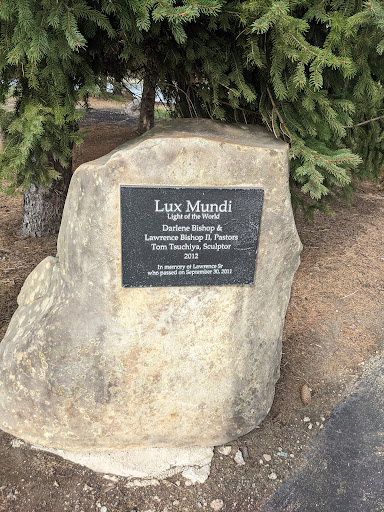 Lux Mundi
Light of the World
Darlene Bishop &
Lawrence Bishop II, Pastors
Tom Tsuchiya, Sculptor
2012
In memory of Lawrence Sr
who passed on September 30, 2011